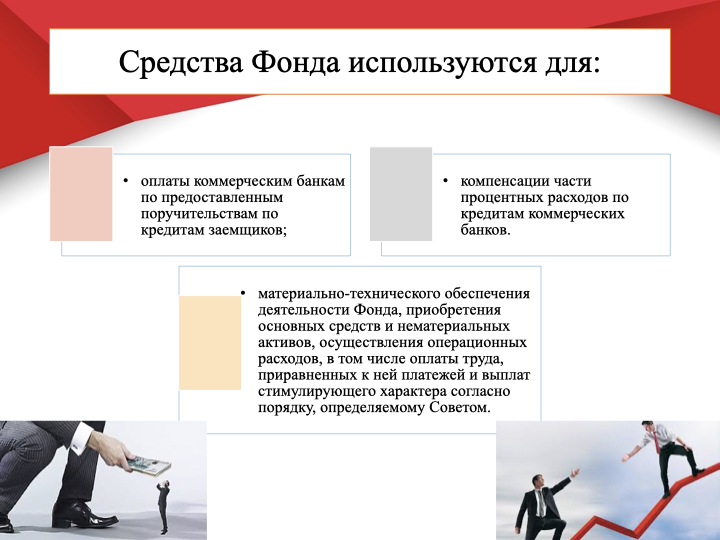 Средства Фонда используются для:
• оплаты коммерческим банкам
по предоставленным
поручительствам по
кредитам заемщиков;
• компенсации части
процентных расходов по
кредитам коммерческих
банков.
• материально-технического обеспечения
деятельности Фонда, приобретения
основных средств и нематериальных
активов, осуществления операционных
расходов, в том числе оплаты труда,
приравненных к ней платежей и выплат
стимулирующего характера согласно
порядку, определяемому Советом.